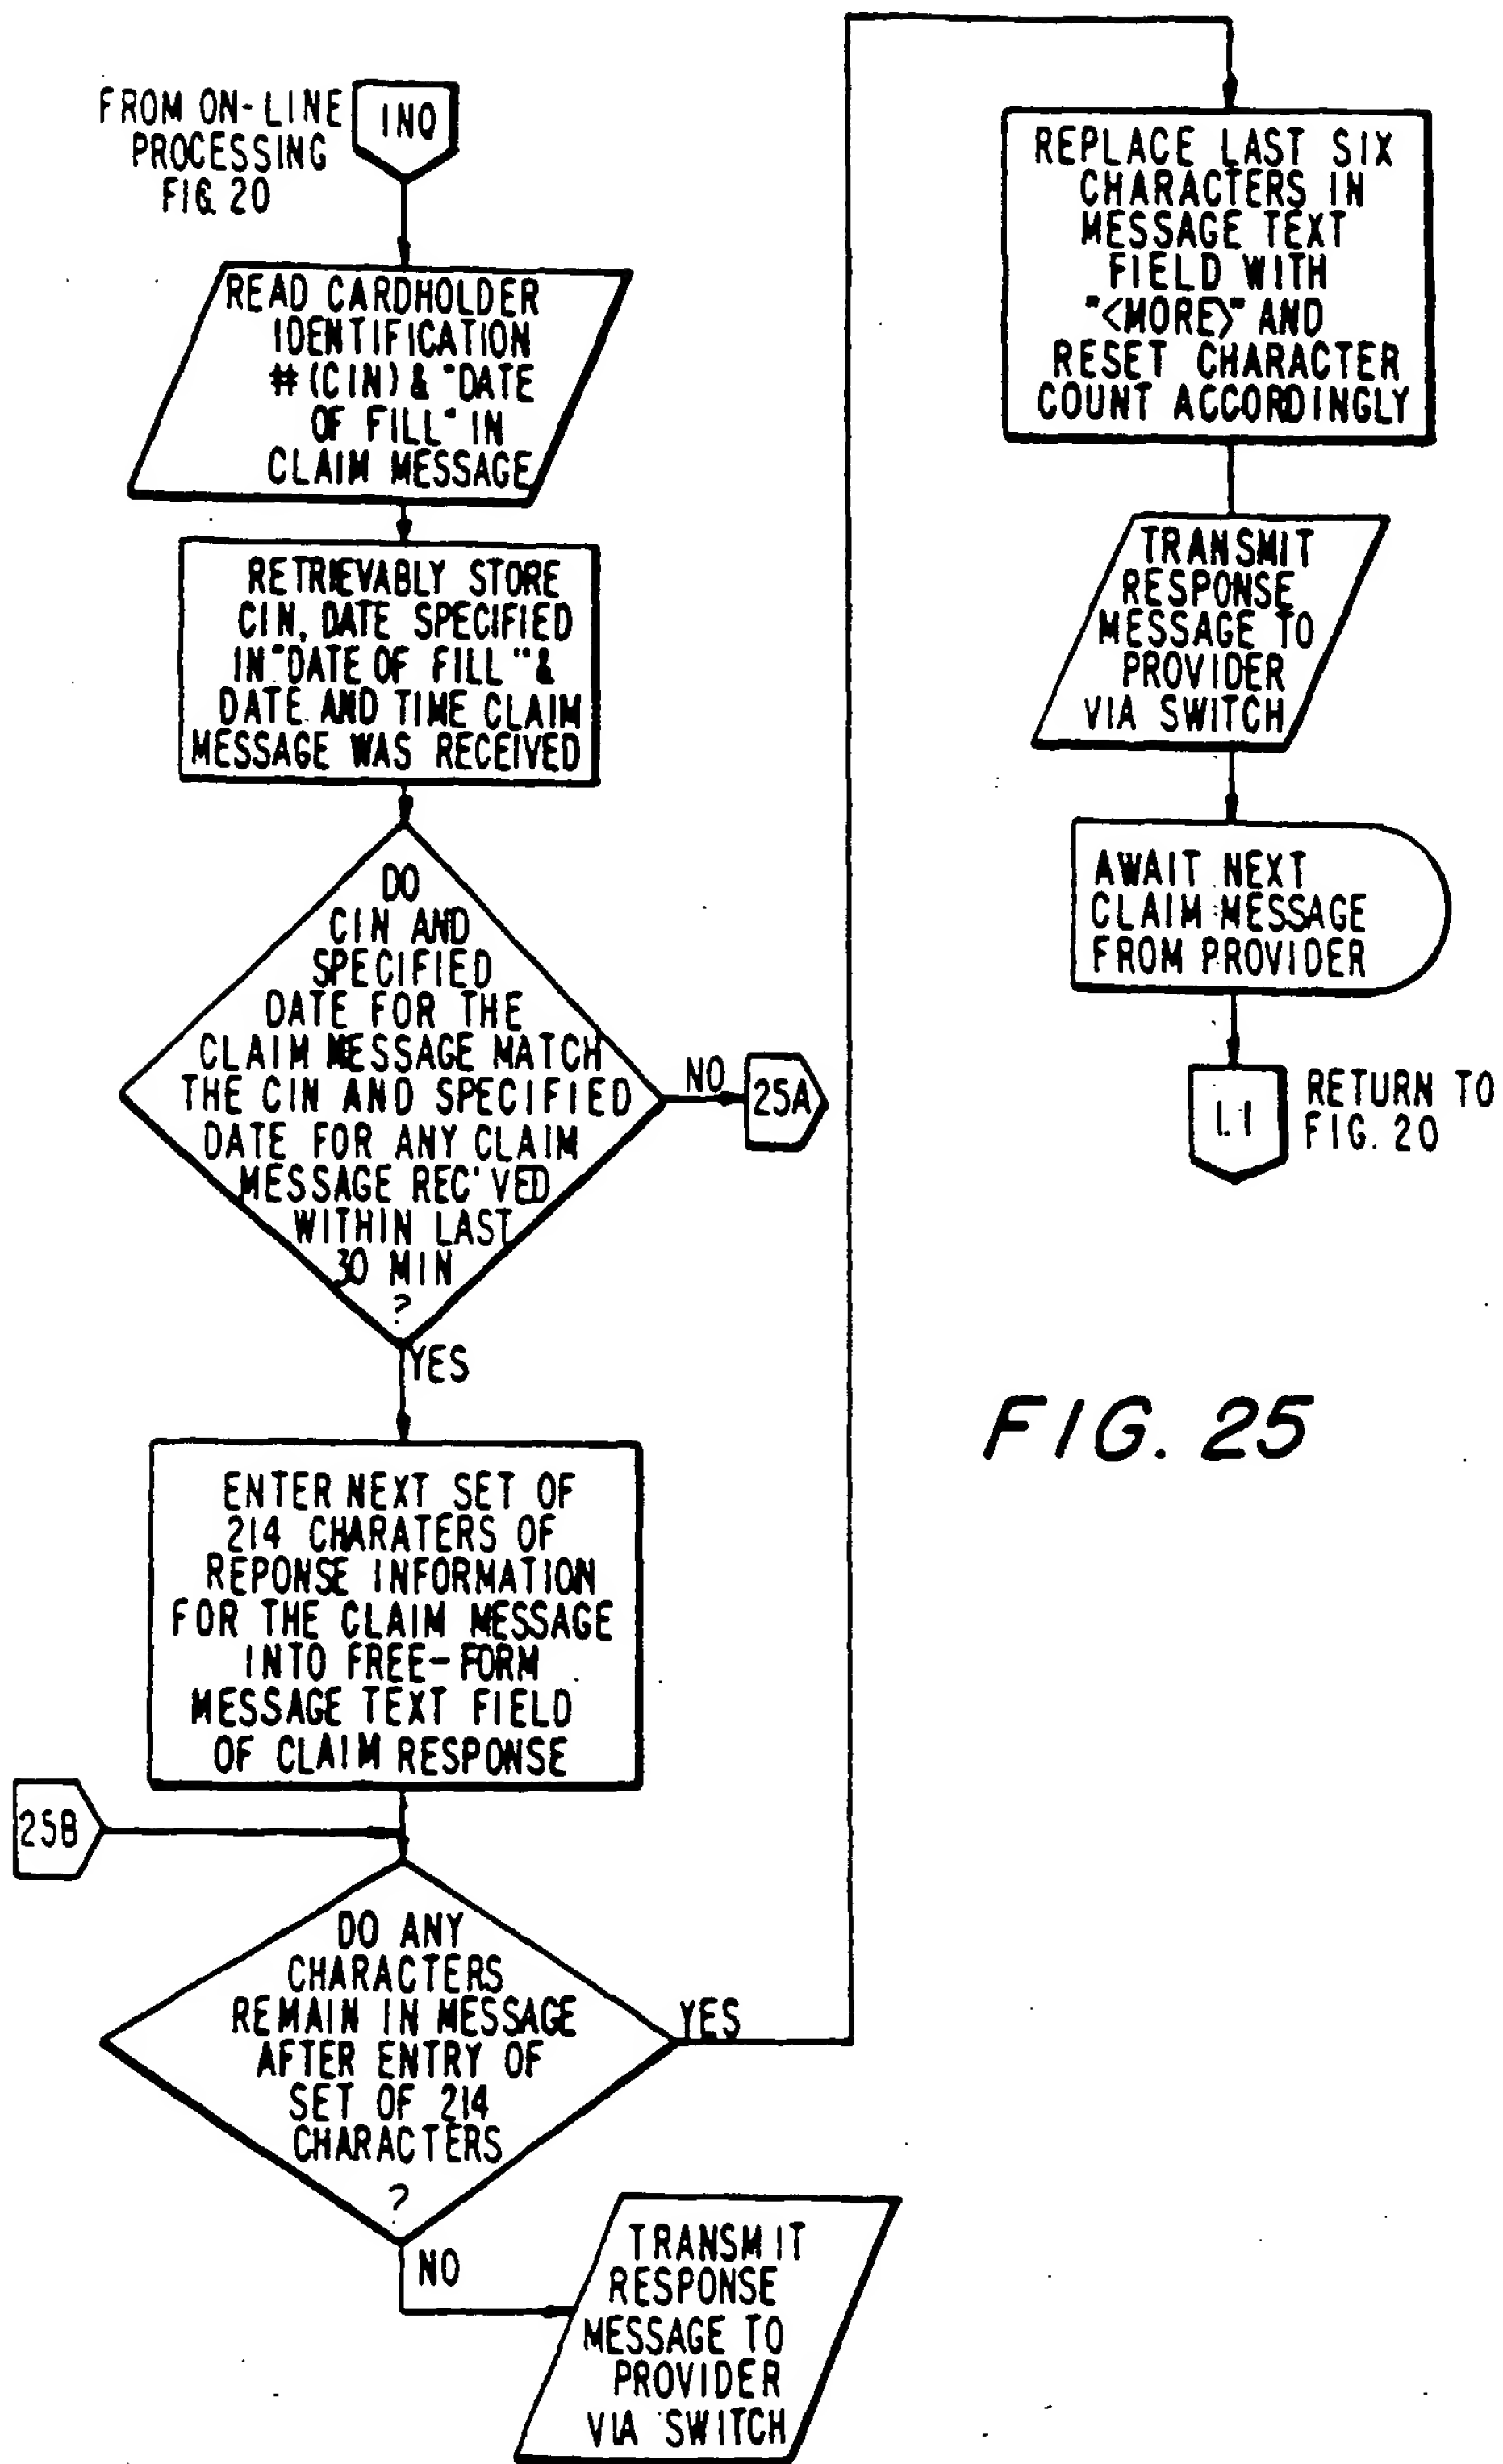 FROM ON-LINE
PROCESSING
FIG. 20
INQ
READ CARDHOLDER
IDENTIFICATION
#(CIN) & "DATE
OF FILL" IN
CLAIM MESSAGE
RETRIEVABLY STORE
CIN, DATE SPECIFIED
IN "DATE OF FILL" &
DATE AND TIME CLAIM
MESSAGE WAS RECEIVED
DO
CIN AND
SPECIFIED
DATE FOR THE
CLAIM MESSAGE MATCH
THE CIN AND SPECIFIED
DATE FOR ANY CLAIM
MESSAGE REC'VED
WITHIN LAST
30 MIN
?
NO
25A
YES
ENTER NEXT SET OF
214 CHARATERS OF
REPONSE INFORMATION
FOR THE CLAIM MESSAGE
INTO FREE-FORM
MESSAGE TEXT FIELD
OF CLAIM RESPONSE
25B
DO ANY
CHARACTERS
REMAIN IN MESSAGE
AFTER ENTRY OF
SET OF 214
CHARACTERS
?
YES
NO
TRANSMIT
RESPONSE
MESSAGE TO
PROVIDER
VIA SWITCH
REPLACE LAST SIX
CHARACTERS IN
MESSAGE TEXT
FIELD WITH
"<MORE>" AND
RESET CHARACTER
COUNT ACCORDINGLY
TRANSMIT
RESPONSE
MESSAGE TO
PROVIDER
VIA SWITCH
AWAIT NEXT
CLAIM MESSAGE
FROM PROVIDER
1.1
RETURN TO
FIG. 20
FIG. 25